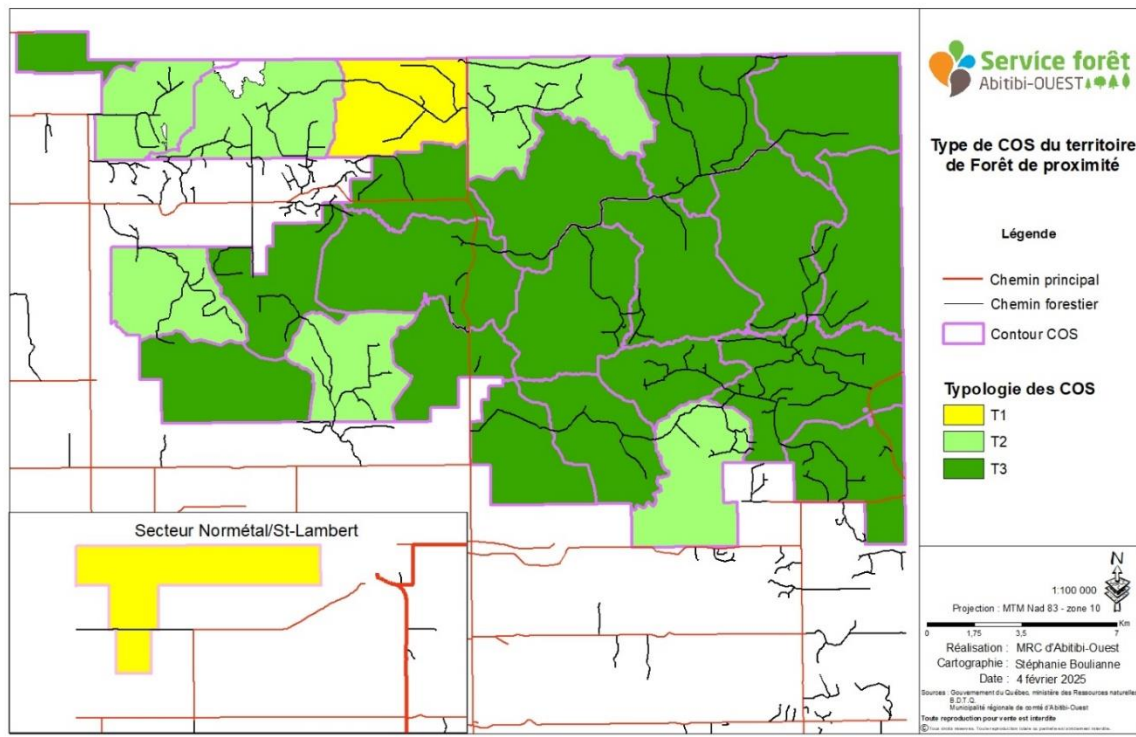 Service forêt
Abitibi-OUEST
Type de COS du territoire
de Forêt de proximité
Légende
Chemin principal
Chemin forestier
Contour COS
Typologie des COS
T1
T2
T3
Secteur Normétal/St-Lambert
N
1:100 000
Projection : MTM Nad 83 - zone 10
Km
0 1,75 3,5 7
Réalisation : MRC d'Abitibi-Ouest
Cartographie : Stéphanie Boulianne
Date : 4 février 2025
Sources : Gouvernement du Québec, ministère des Ressources naturelles
B.D.T.Q.
Municipalité régionale de comté d'Abitibi-Ouest
Toute reproduction pour vente est interdite